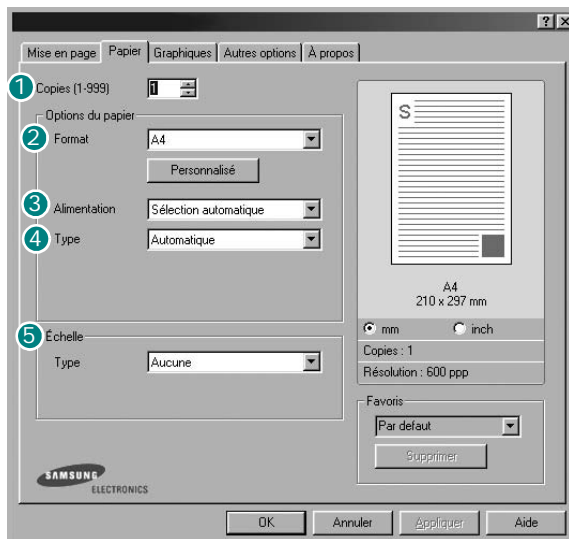 ? x
Mise en page Papier Graphiques Autres options À propos
1 Copies (1-999) 1
Options du papier
2 Format A4
Personnalisé
3 Alimentation Sélection automatique
4 Type Automatique
A4
210 x 297 mm
mm inch
5 Échelle
Type Aucune
Copies : 1
Résolution : 600 ppp
Favoris
Par defaut
Supprimer
SAMSUNG
ELECTRONICS
OK Annuler Appliquer Aide
S